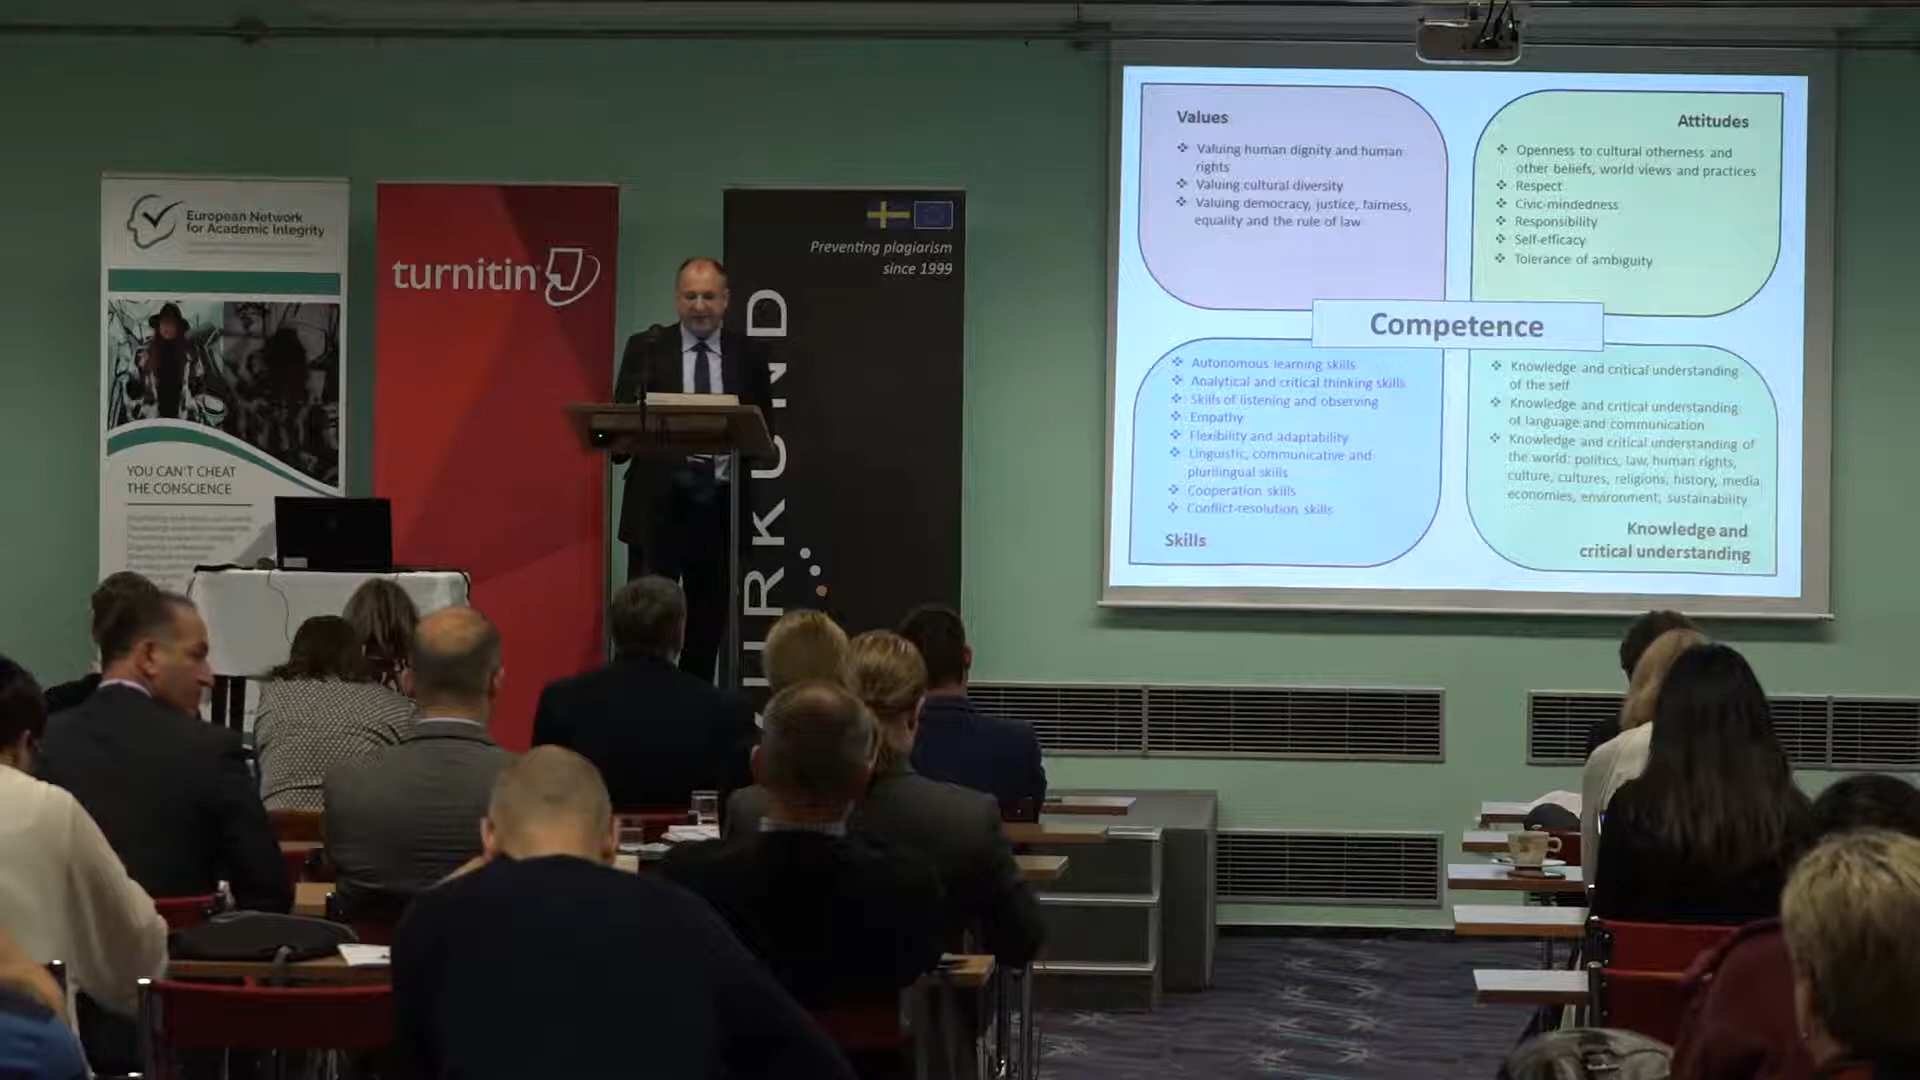 European Network
for Academic Integrity
YOU CAN'T CHEAT
THE CONSCIENCE
turnitin
Preventing plagiarism
since 1999
URKUND
Values
Valuing human dignity and human
rights
Valuing cultural diversity
Valuing democracy, justice, fairness,
equality and the rule of law
Attitudes
Openness to cultural otherness and
other beliefs, world views and practices
Respect
Civic-mindedness
Responsibility
Self-efficacy
Tolerance of ambiguity
Competence
Autonomous learning skills
Analytical and critical thinking skills
Skills of listening and observing
Empathy
Flexibility and adaptability
Linguistic, communicative and
plurilingual skills
Cooperation skills
Conflict-resolution skills
Skills
Knowledge and critical understanding
of the self
Knowledge and critical understanding
of language and communication
Knowledge and critical understanding of
the world: politics, law, human rights,
culture, cultures, religions, history, media
economies, environment, sustainability
Knowledge and
critical understanding